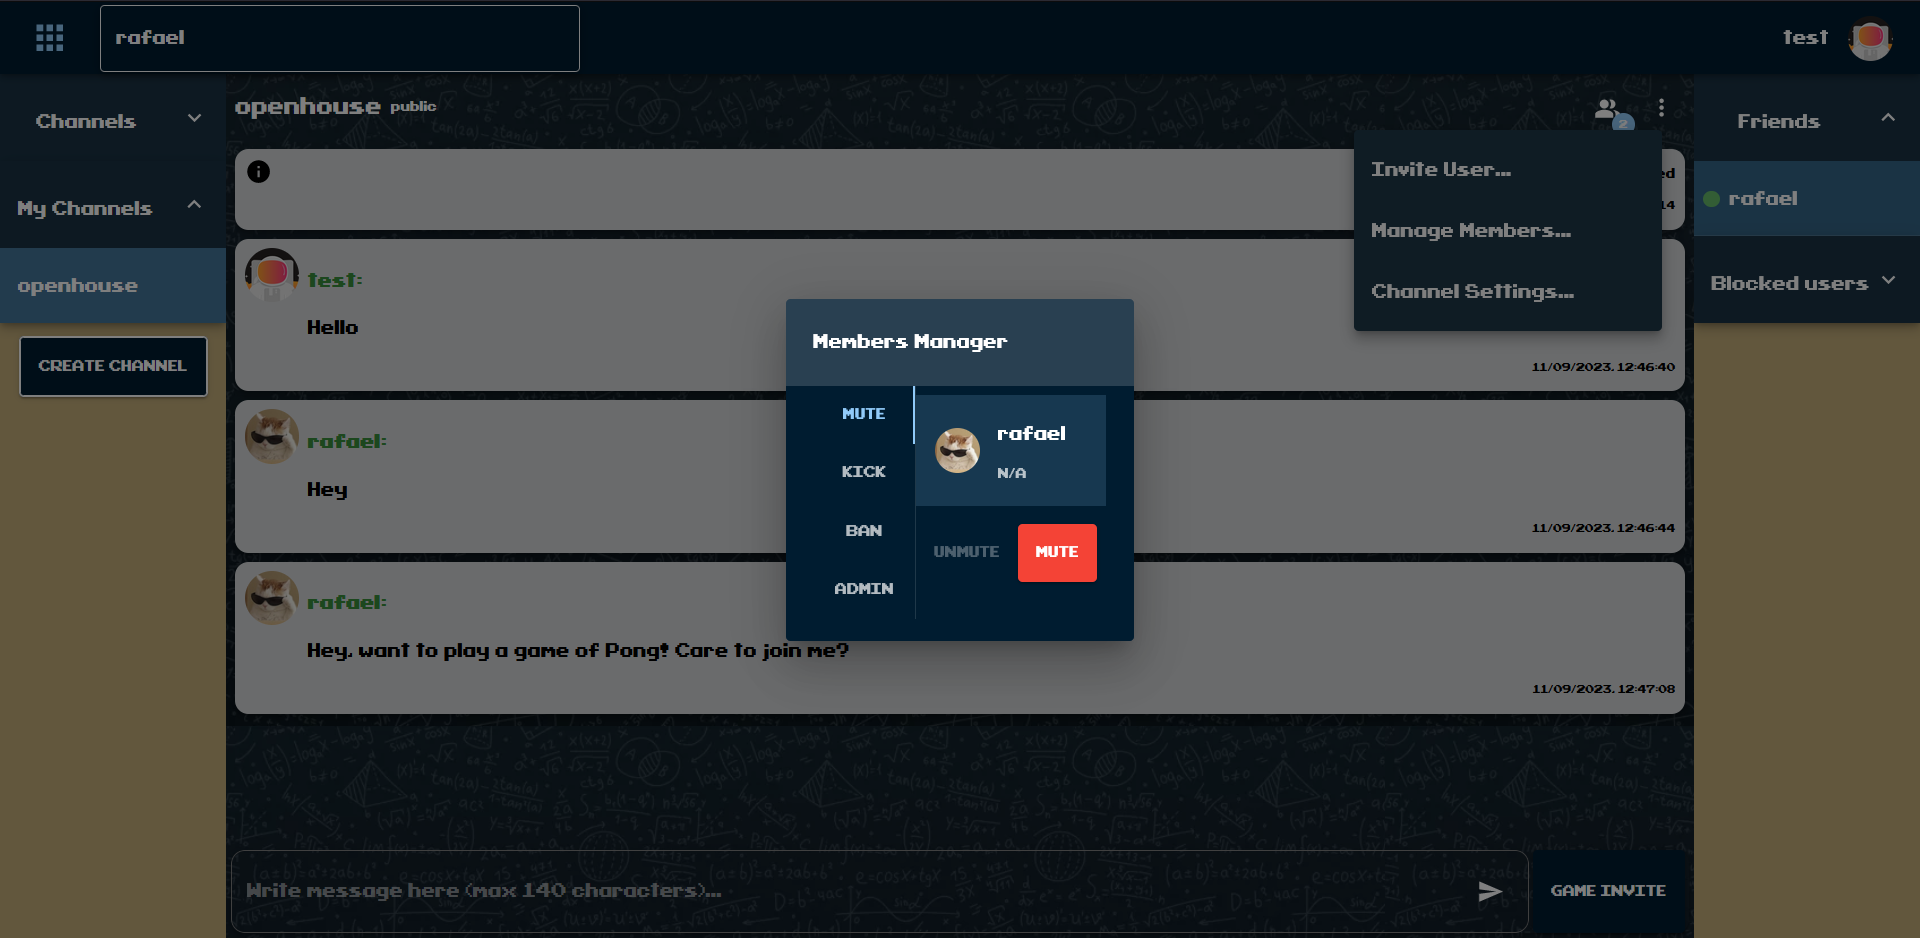 rafael
test
Channels
My Channels
openhouse
CREATE CHANNEL
openhouse public
2
Invite User...
Manage Members...
Channel Settings...
ed
14
test:
Hello
11/09/2023, 12:46:40
rafael:
Hey
11/09/2023, 12:46:44
rafael:
Hey, want to play a game of Pong! Care to join me?
11/09/2023, 12:47:08
Members Manager
MUTE
KICK
BAN
ADMIN
rafael
N/A
UNMUTE MUTE
Write message here (max 140 characters)...
GAME INVITE
Friends
rafael
Blocked users